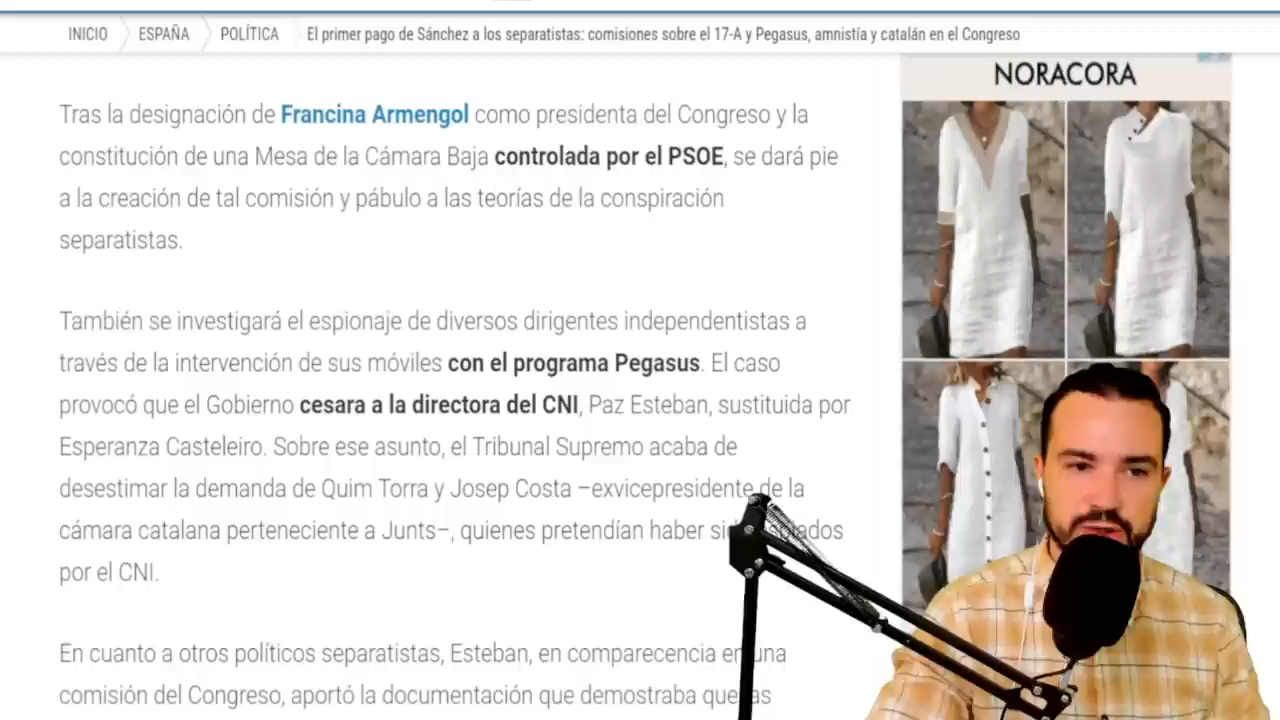 INICIO ESPAÑA POLÍTICA El primer pago de Sánchez a los separatistas: comisiones sobre el 17-A y Pegasus, amnistía y catalán en el Congreso
NORACORA
Tras la designación de Francina Armengol como presidenta del Congreso y la
constitución de una Mesa de la Cámara Baja controlada por el PSOE, se dará pie
a la creación de tal comisión y pábulo a las teorías de la conspiración
separatistas.
También se investigará el espionaje de diversos dirigentes independentistas a
través de la intervención de sus móviles con el programa Pegasus. El caso
provocó que el Gobierno cesara a la directora del CNI, Paz Esteban, sustituida por
Esperanza Casteleiro. Sobre ese asunto, el Tribunal Supremo acaba de
desestimar la demanda de Quim Torra y Josep Costa –exvicepresidente de la
cámara catalana perteneciente a Junts–, quienes pretendían haber
por el CNI.
En cuanto a otros políticos separatistas, Esteban, en comparecencia en una
comisión del Congreso, aportó la documentación que demostraba que